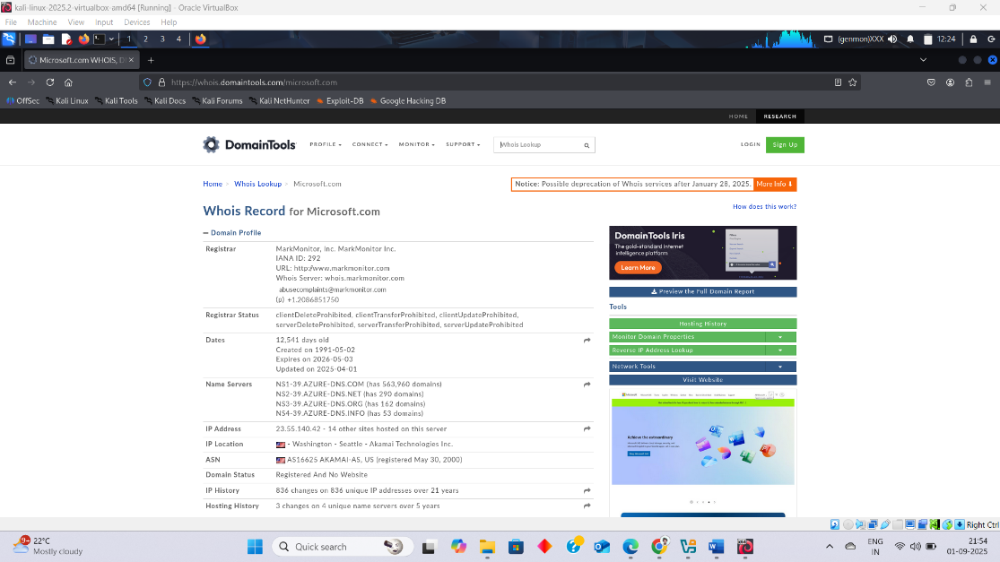 kali-linux-2025.2-virtualbox-amd64 [Running] - Oracle VirtualBox
File Machine View Input Devices Help
1 2 3 4 (genmon)XXX 12:24
Microsoft.com WHOIS, D
https://whois.domaintools.com/microsoft.com
OffSec Kali Linux Kali Tools Kali Docs Kali Forums Kali NetHunter Exploit-DB Google Hacking DB
HOME RESEARCH
DomainTools PROFILE CONNECT MONITOR SUPPORT Whois Lookup LOGIN Sign Up
Home Whois Lookup Microsoft.com
Notice: Possible deprecation of Whois services after January 28, 2025. More Info
Whois Record for Microsoft.com
How does this work?
Domain Profile
Registrar MarkMonitor, Inc. MarkMonitor Inc.
IANA ID: 292
URL: http://www.markmonitor.com
Whois Server: whois.markmonitor.com
abusecomplaints@markmonitor.com
(p) +1.2086851750
Registrar Status clientDeleteProhibited, clientTransferProhibited, clientUpdateProhibited,
serverDeleteProhibited, serverTransferProhibited, serverUpdateProhibited
Dates 12,541 days old
Created on 1991-05-02
Expires on 2026-05-03
Updated on 2025-04-01
Name Servers NS1-39.AZURE-DNS.COM (has 563,960 domains)
NS2-39.AZURE-DNS.NET (has 290 domains)
NS3-39.AZURE-DNS.ORG (has 162 domains)
NS4-39.AZURE-DNS.INFO (has 53 domains)
IP Address 23.55.140.42 - 14 other sites hosted on this server
IP Location - Washington - Seattle - Akamai Technologies Inc.
ASN AS16625 AKAMAI-AS, US (registered May 30, 2000)
Domain Status Registered And No Website
IP History 836 changes on 836 unique IP addresses over 21 years
Hosting History 3 changes on 4 unique name servers over 5 years
DomainTools Iris
The gold-standard internet
intelligence platform
Learn More
Preview the Full Domain Report
Tools
Hosting History
Monitor Domain Properties
Reverse IP Address Lookup
Network Tools
Visit Website
Achieve the extraordinary
Right Ctrl
22°C
Mostly cloudy
Quick search
ENG
IN
21:54
01-09-2025